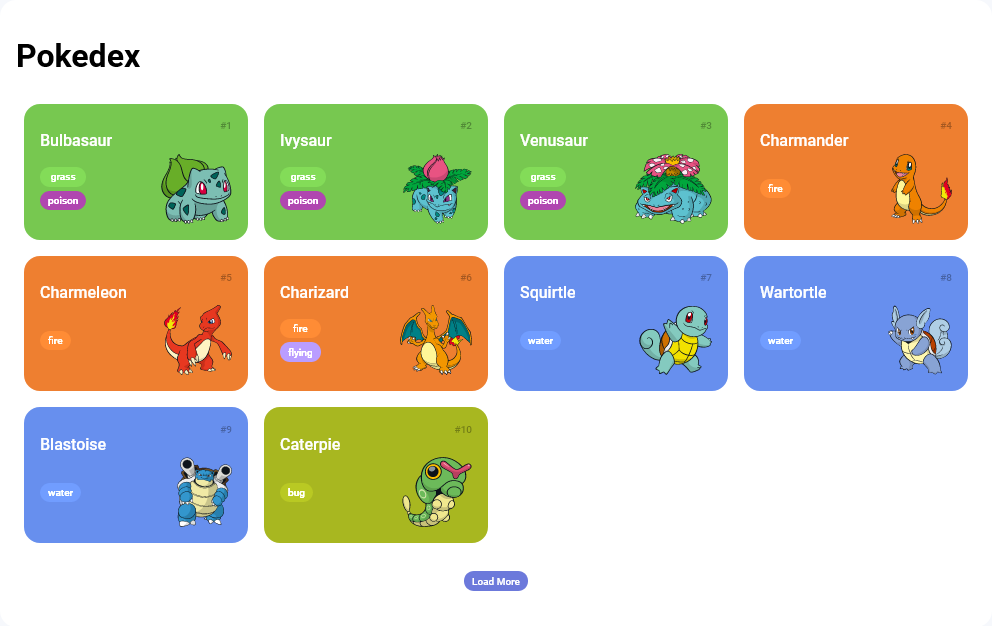 Pokedex
#1
Bulbasaur
grass
poison
#2
Ivysaur
grass
poison
#3
Venusaur
grass
poison
#4
Charmander
fire
#5
Charmeleon
fire
#6
Charizard
fire
flying
#7
Squirtle
water
#8
Wartortle
water
#9
Blastoise
water
#10
Caterpie
bug
Load More